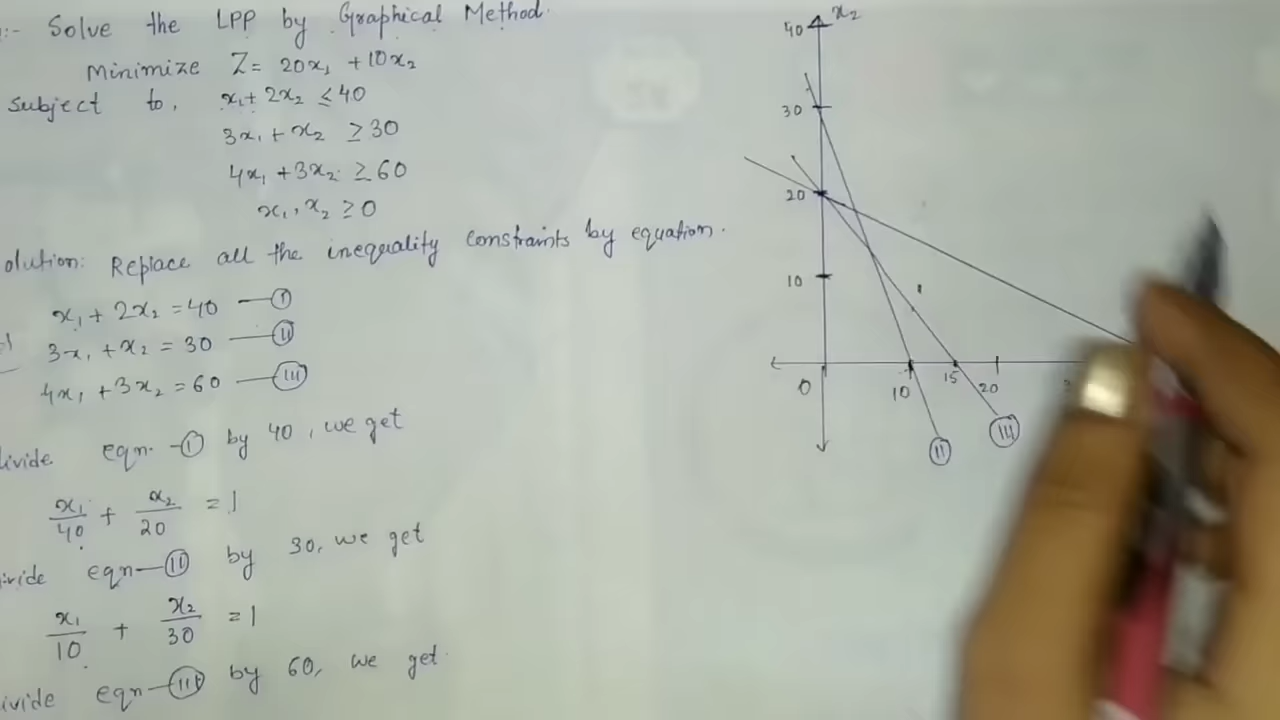 :- Solve the LPP by Graphical Method.
Minimize Z = 20x₁ + 10x₂
Subject to, x₁ + 2x₂ ≤ 40
3x₁ + x₂ ≥ 30
4x₁ + 3x₂ ≥ 60
x₁, x₂ ≥ 0
olution: Replace all the inequality constraints by equation.
x₁ + 2x₂ = 40 — Ⓘ
3x₁ + x₂ = 30 — Ⓘⓘ
4x₁ + 3x₂ = 60 — (III)
ivide eqn. - (I) by 40, we get
x₁/40 + x₂/20 = 1
ivide eqn — (II) by 30, we get
x₁/10 + x₂/30 = 1
ivide eqn — (III) by 60, we get.
x₂
40
30
20
10
0 10 15 20
(II) (III)